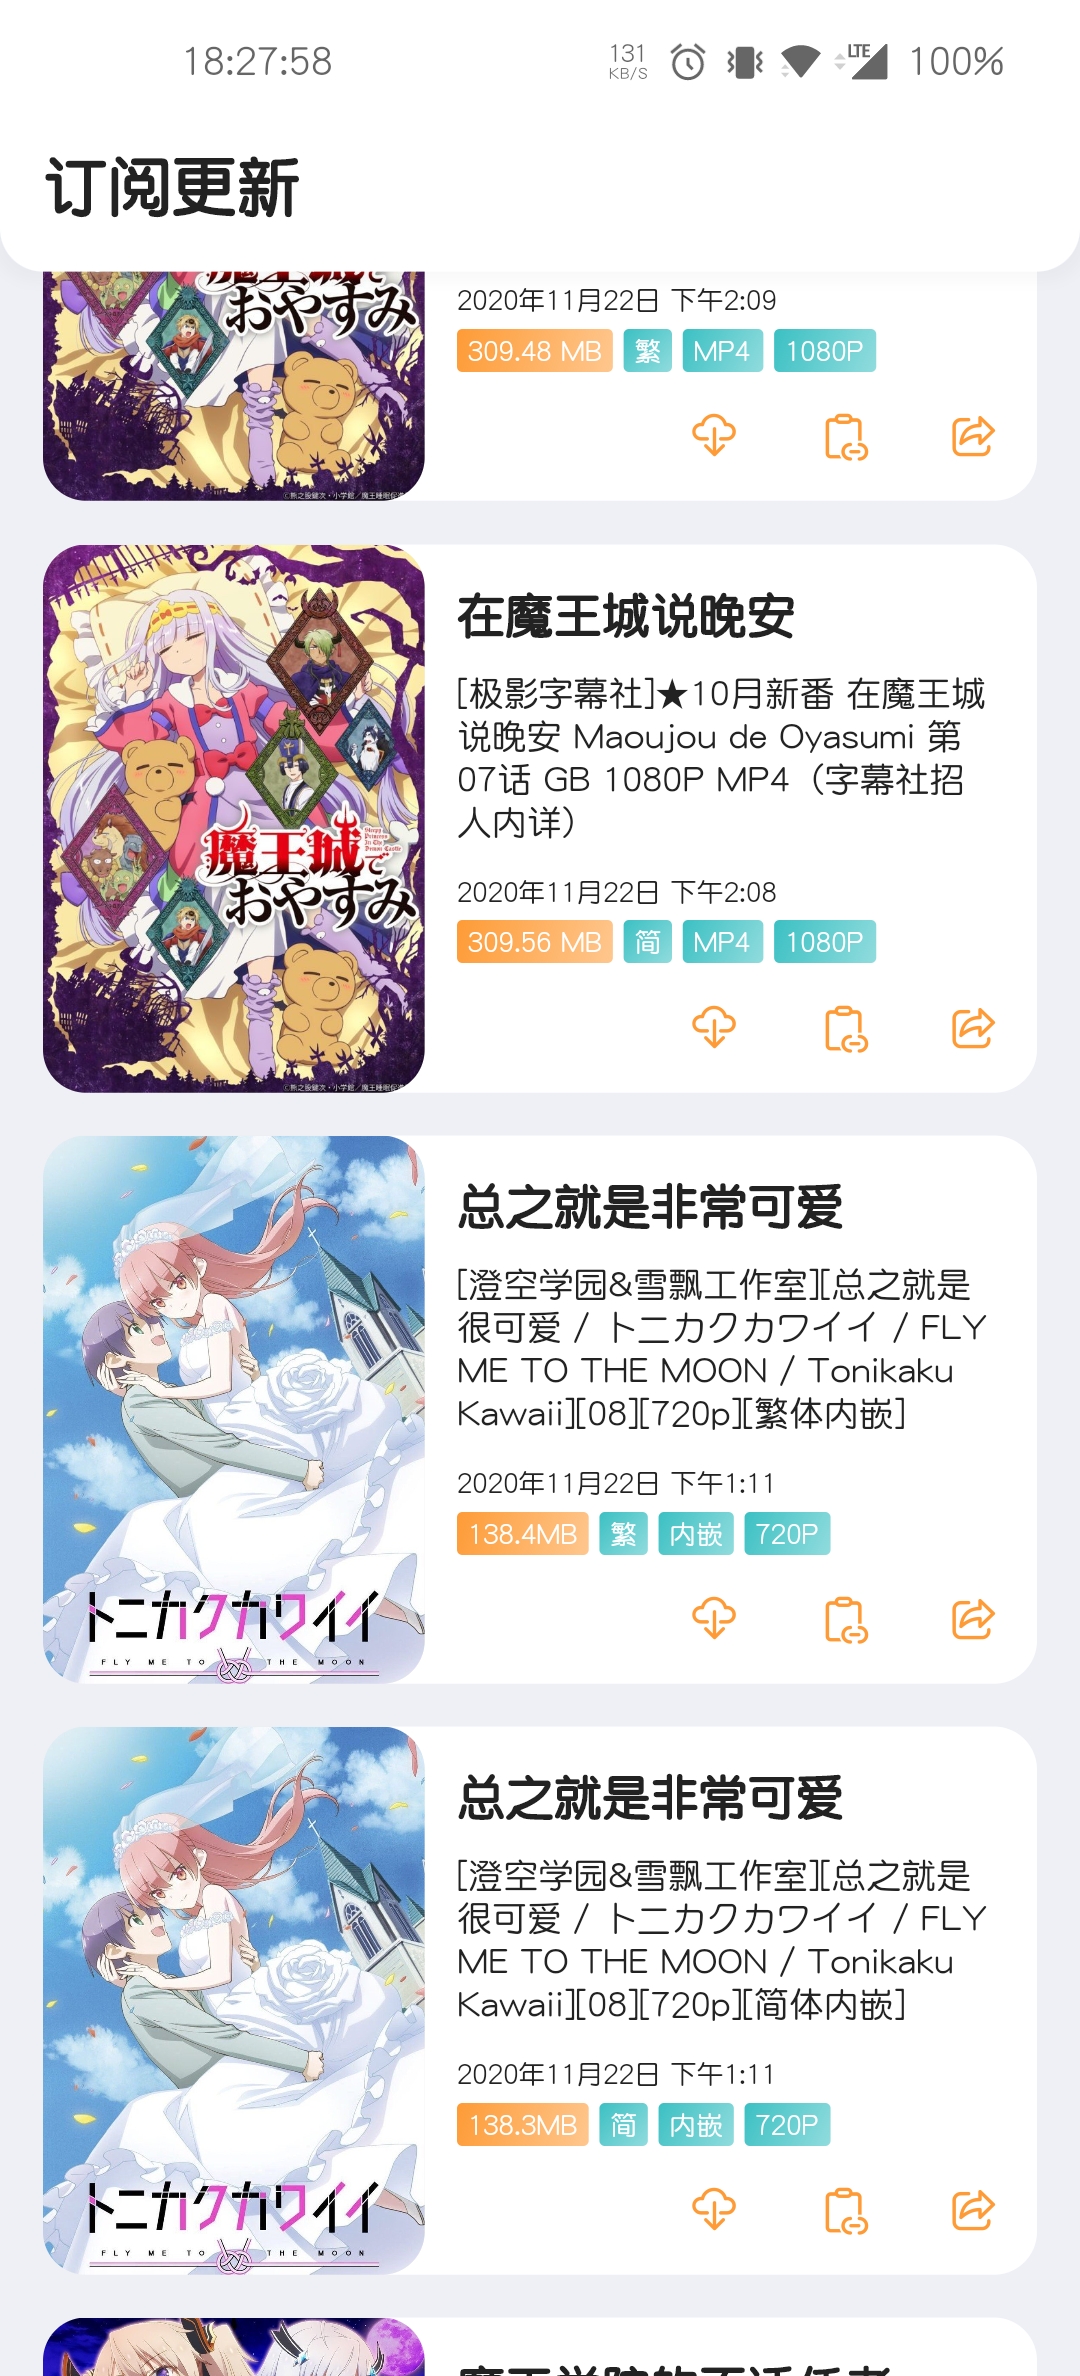 18:27:58
131
KB/S
LTE
100%
订阅更新
おやすみ
2020年11月22日 下午2:09
309.48 MB
繁
MP4
1080P
魔王城で
おやすみ
Sleepy
Princess
In The
Demon Castle
在魔王城说晚安
[极影字幕社]★10月新番 在魔王城
说晚安 Maoujou de Oyasumi 第
07话 GB 1080P MP4（字幕社招
人内详）
2020年11月22日 下午2:08
309.56 MB
简
MP4
1080P
トニカクカワイイ
FLY ME TO THE MOON
总之就是非常可爱
[澄空学园&雪飘工作室][总之就是
很可爱 / トニカクカワイイ / FLY
ME TO THE MOON / Tonikaku
Kawaii][08][720p][繁体内嵌]
2020年11月22日 下午1:11
138.4MB
繁
内嵌
720P
トニカクカワイイ
FLY ME TO THE MOON
总之就是非常可爱
[澄空学园&雪飘工作室][总之就是
很可爱 / トニカクカワイイ / FLY
ME TO THE MOON / Tonikaku
Kawaii][08][720p][简体内嵌]
2020年11月22日 下午1:11
138.3MB
简
内嵌
720P